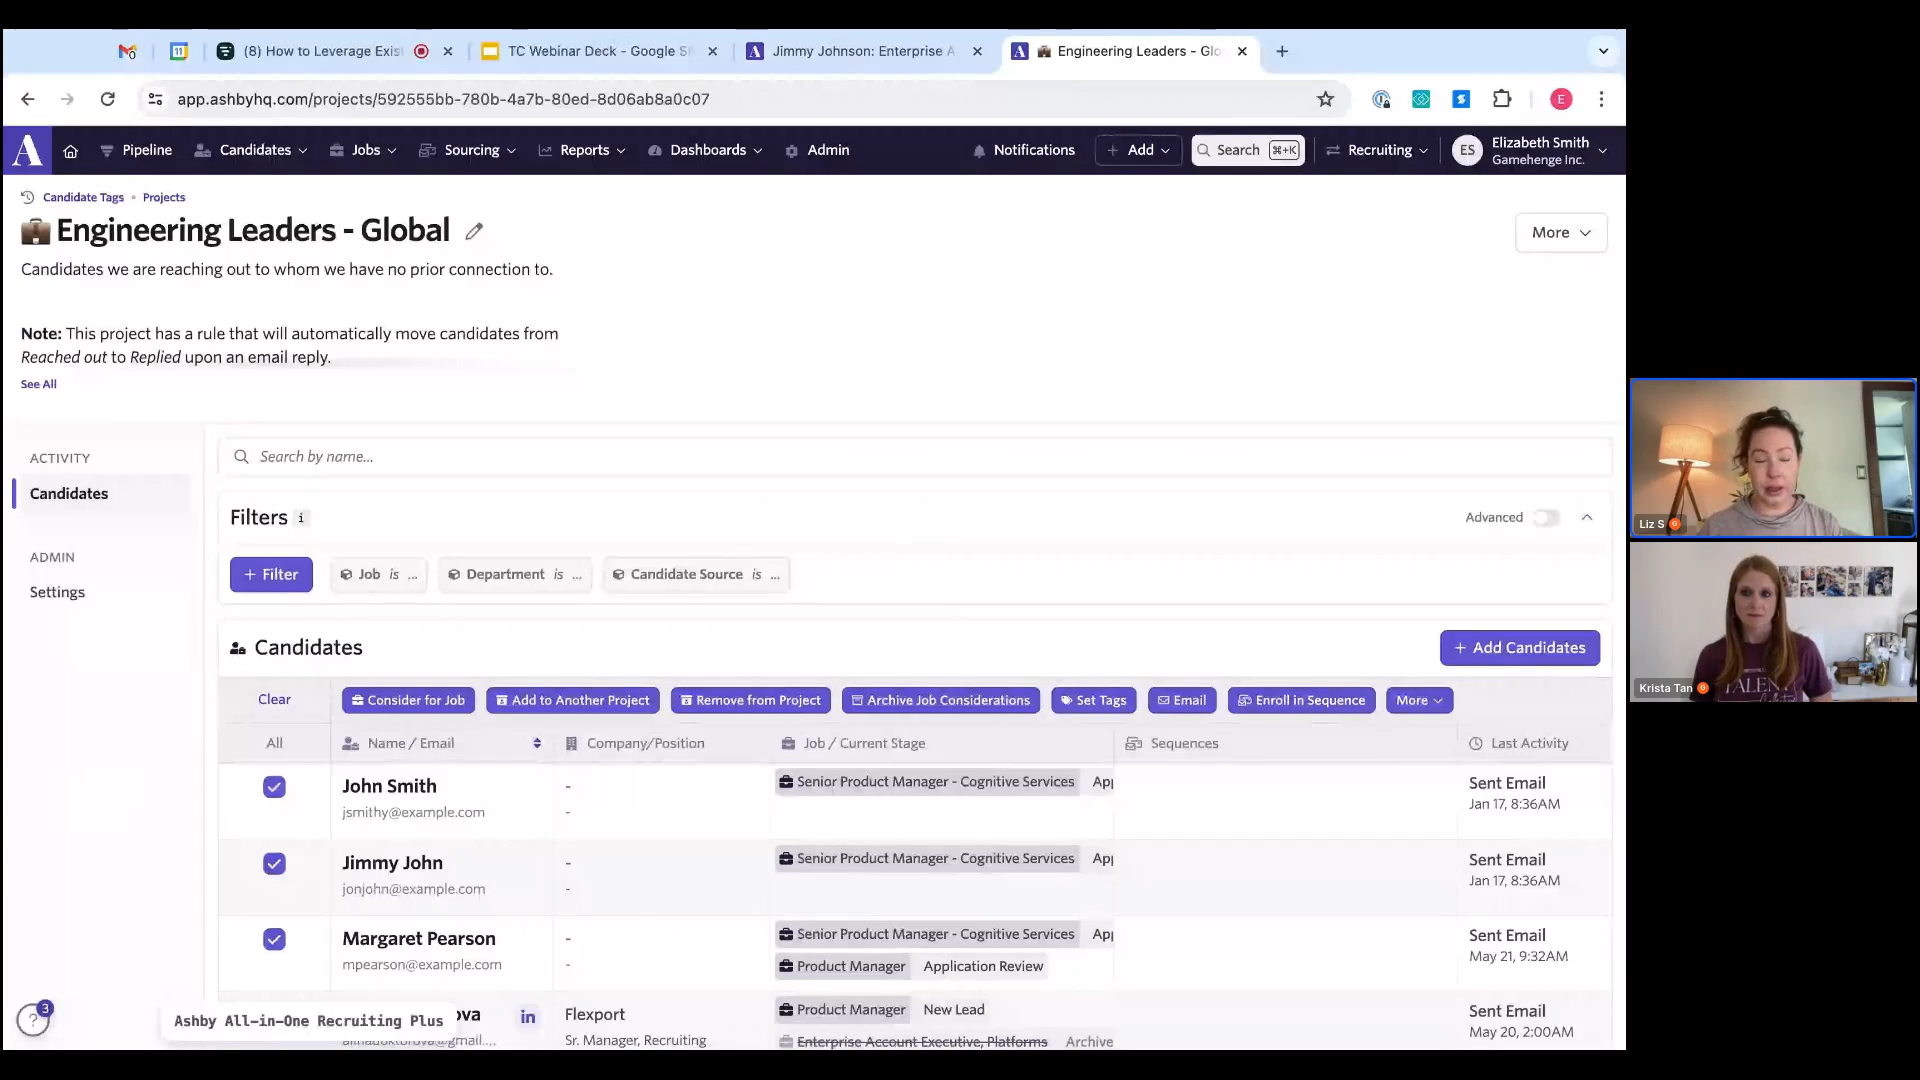 (8) How to Leverage Exis
TC Webinar Deck - Google S
Jimmy Johnson: Enterprise A
Engineering Leaders - Glo
app.ashbyhq.com/projects/592555bb-780b-4a7b-80ed-8d06ab8a0c07
E
A
Pipeline
Candidates
Jobs
Sourcing
Reports
Dashboards
Admin
Notifications
+ Add
Search ⌘+K
Recruiting
ES
Elizabeth Smith
Gamehenge Inc.
Candidate Tags • Projects
Engineering Leaders - Global
More
Candidates we are reaching out to whom we have no prior connection to.
Note: This project has a rule that will automatically move candidates from
Reached out to Replied upon an email reply.
See All
ACTIVITY
Candidates
ADMIN
Settings
Search by name...
Filters i
Advanced
+ Filter
Job is ...
Department is ...
Candidate Source is ...
Candidates
+ Add Candidates
Clear
Consider for Job
Add to Another Project
Remove from Project
Archive Job Considerations
Set Tags
Email
Enroll in Sequence
More
All
Name / Email
Company/Position
Job / Current Stage
Sequences
Last Activity
John Smith
jsmithy@example.com
-
-
Senior Product Manager - Cognitive Services App
Sent Email
Jan 17, 8:36AM
Jimmy John
jonjohn@example.com
-
-
Senior Product Manager - Cognitive Services App
Sent Email
Jan 17, 8:36AM
Margaret Pearson
mpearson@example.com
-
-
Senior Product Manager - Cognitive Services App
Product Manager Application Review
Sent Email
May 21, 9:32AM
ova
in
Flexport
Sr. Manager, Recruiting
Product Manager New Lead
Enterprise Account Executive, Platforms Archive
Sent Email
May 20, 2:00AM
? 3
Ashby All-in-One Recruiting Plus
Liz S
Krista Tan
TALEN